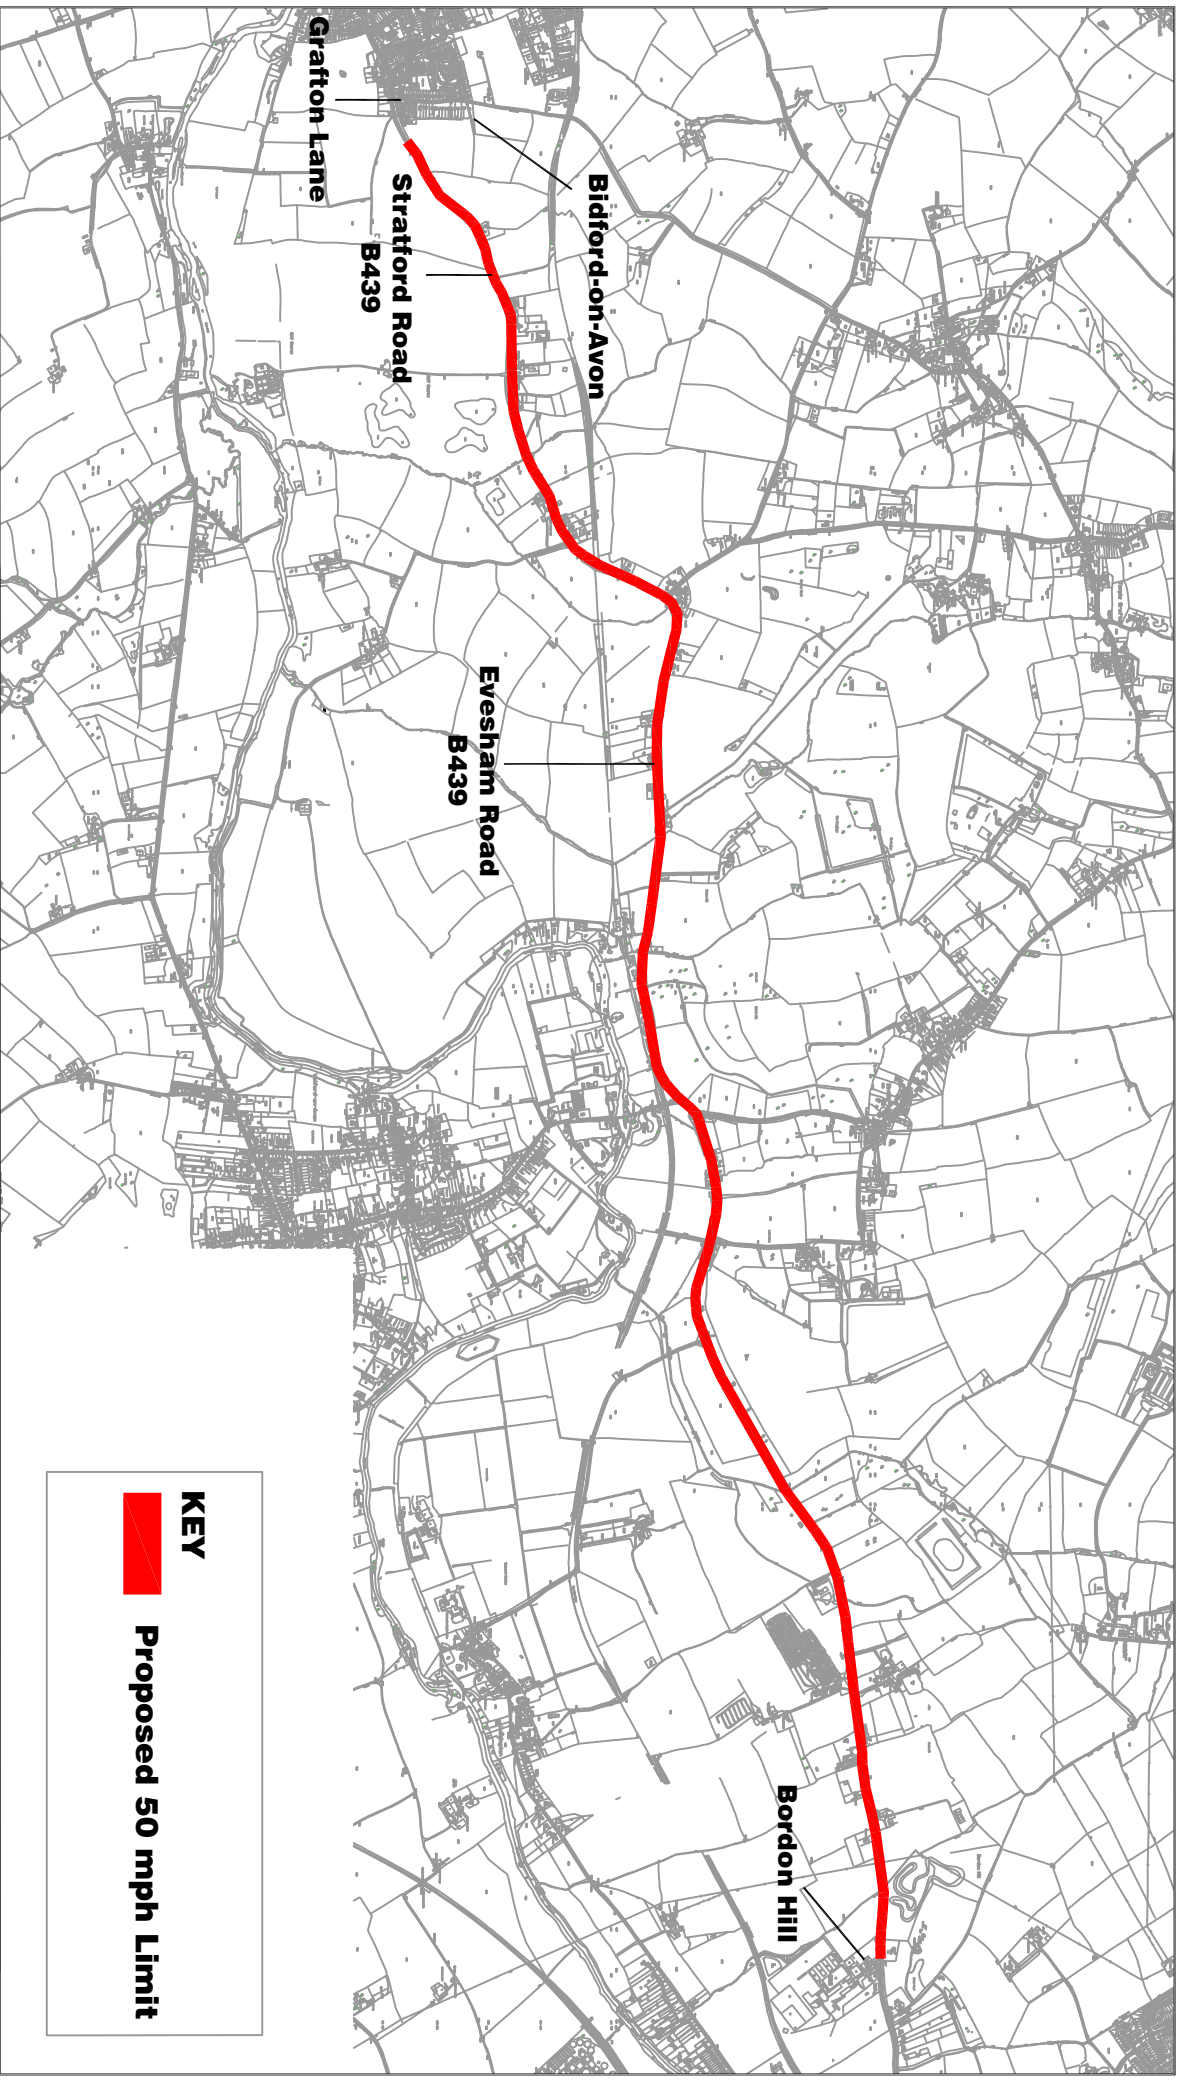 Grafton Lane
Bidford-on-Avon
Stratford Road
B439
Evesham Road
B439
Bordon Hill
KEY
Proposed 50 mph Limit